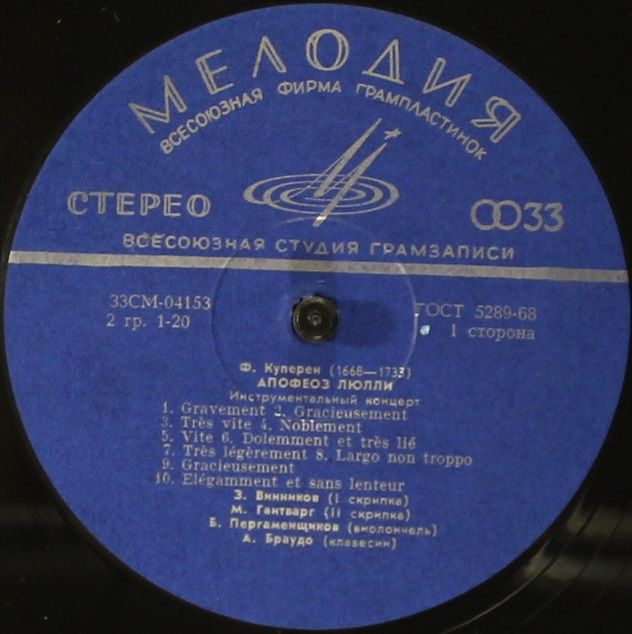 МЕЛОДИЯ
ВСЕСОЮЗНАЯ ФИРМА ГРАМПЛАСТИНОК
СТЕРЕО 33
ВСЕСОЮЗНАЯ СТУДИЯ ГРАМЗАПИСИ
33СМ-04153 ГОСТ 5289-68
2 гр. 1-20 1 сторона
Ф. Куперен (1668—1733)
АПОФЕОЗ ЛЮЛЛИ
Инструментальный концерт
1. Gravement 2. Gracieusement
3. Très vite 4. Noblement
5. Vite 6. Dolemment et très lié
7. Très légèrement 8. Largo non troppo
9. Gracieusement
10. Elégamment et sans lenteur
З. Винников (I скрипка)
М. Гантварг (II скрипка)
Б. Пергаменщиков (виолончель)
А. Браудо (клавесин)